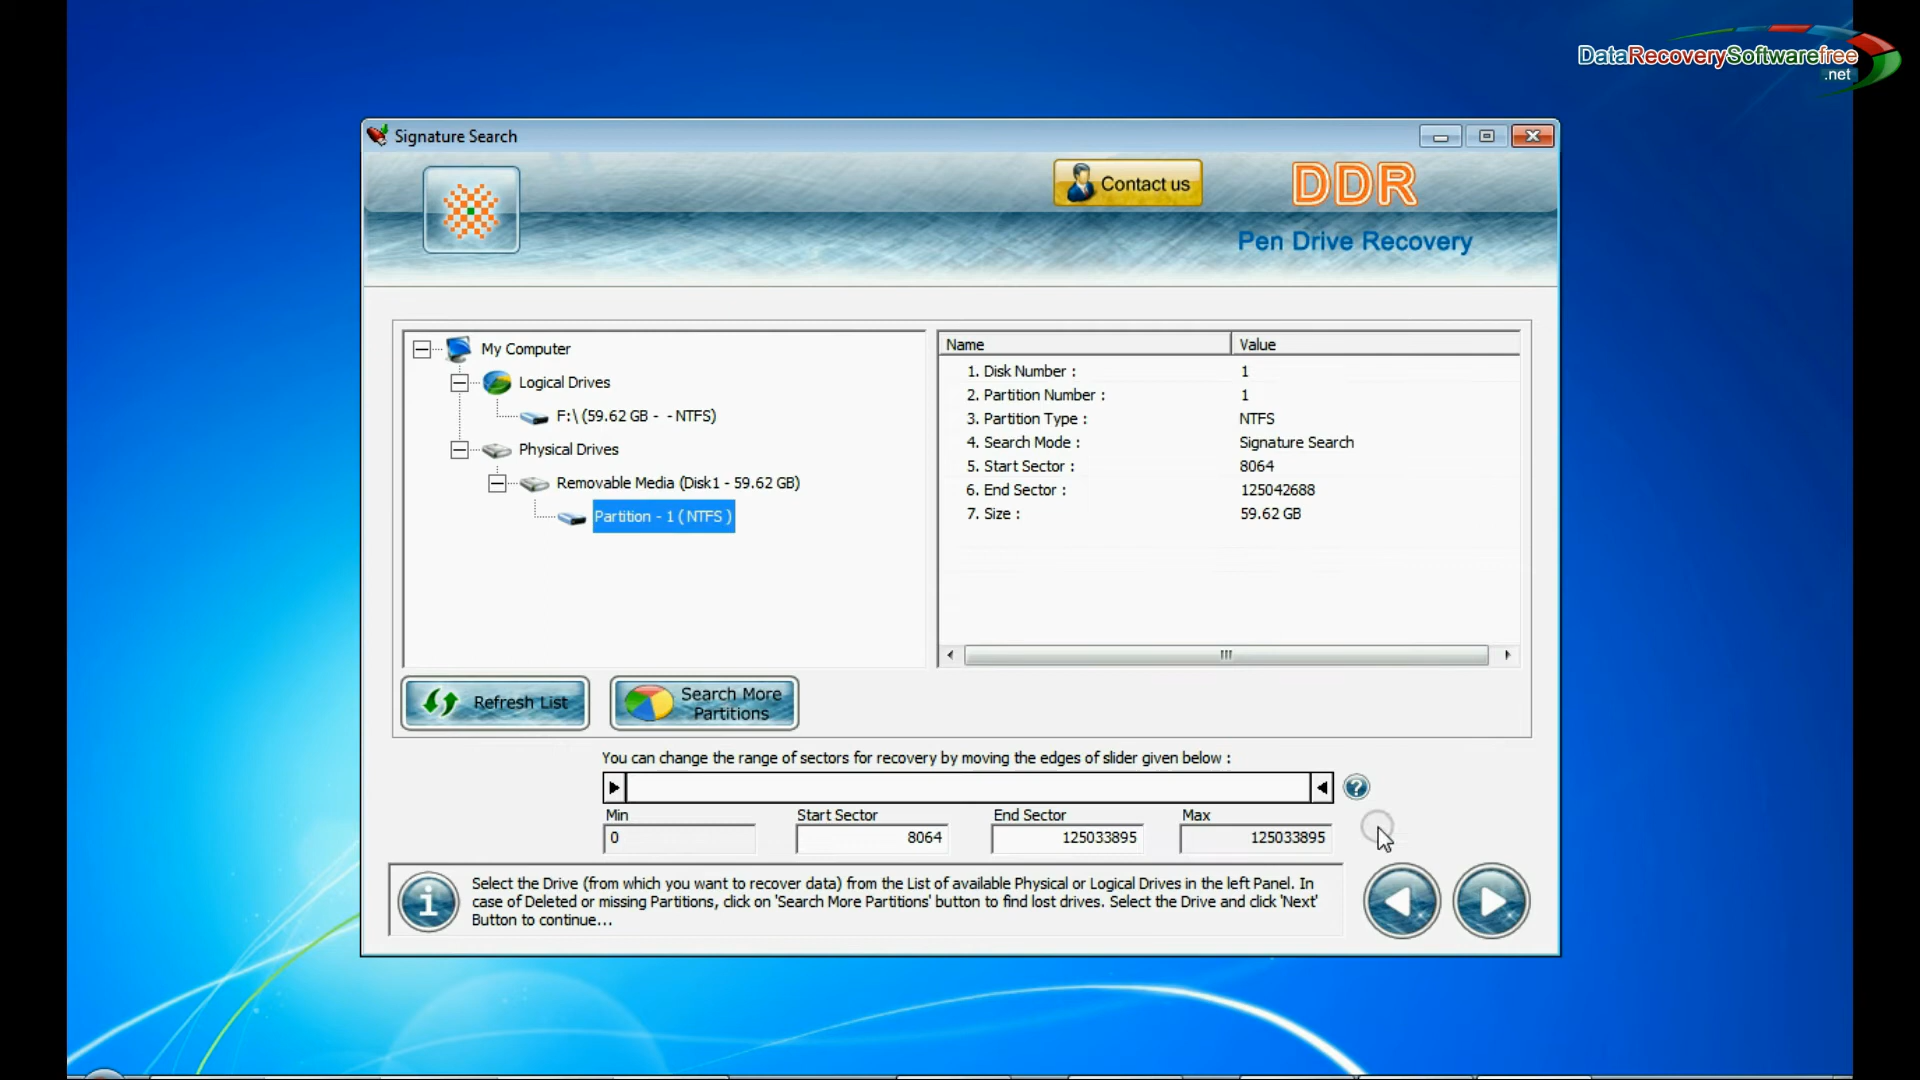 DataRecoverySoftwarefree
.net
Signature Search
Contact us
DDR
Pen Drive Recovery
My Computer
Logical Drives
F:\ (59.62 GB - - NTFS)
Physical Drives
Removable Media (Disk1 - 59.62 GB)
Partition - 1 ( NTFS )
Name Value
1. Disk Number : 1
2. Partition Number : 1
3. Partition Type : NTFS
4. Search Mode : Signature Search
5. Start Sector : 8064
6. End Sector : 125042688
7. Size : 59.62 GB
Refresh List
Search More
Partitions
You can change the range of sectors for recovery by moving the edges of slider given below :
Min Start Sector End Sector Max
0 8064 125033895 125033895
Select the Drive (from which you want to recover data) from the List of available Physical or Logical Drives in the left Panel. In
case of Deleted or missing Partitions, click on 'Search More Partitions' button to find lost drives. Select the Drive and click 'Next'
Button to continue...